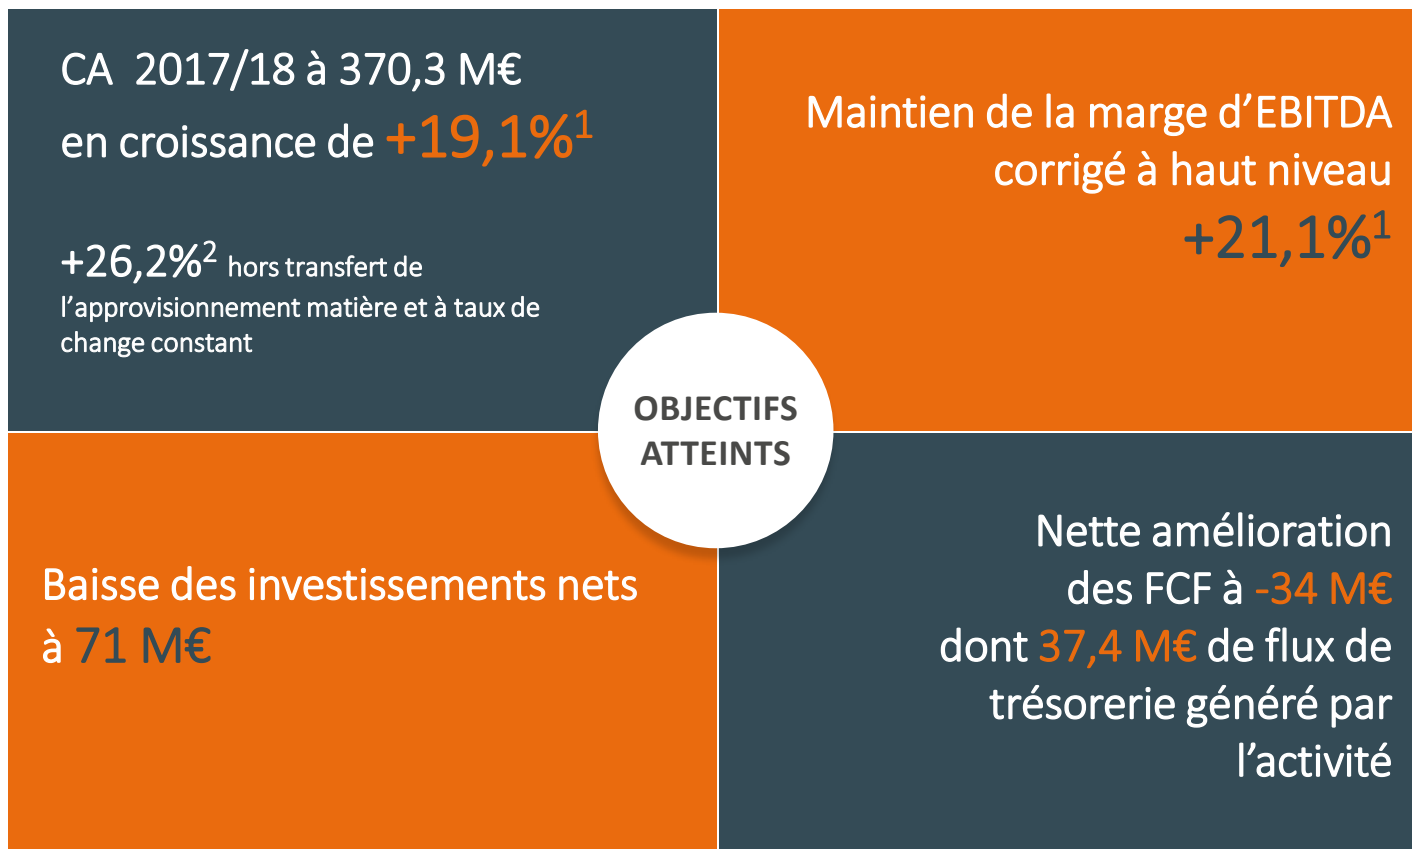 CA 2017/18 à 370,3 M€
en croissance de +19,1%¹
+26,2%² hors transfert de
l’approvisionnement matière et à taux de
change constant
Maintien de la marge d’EBITDA
corrigé à haut niveau
+21,1%¹
OBJECTIFS
ATTEINTS
Baisse des investissements nets
à 71 M€
Nette amélioration
des FCF à -34 M€
dont 37,4 M€ de flux de
trésorerie généré par
l’activité